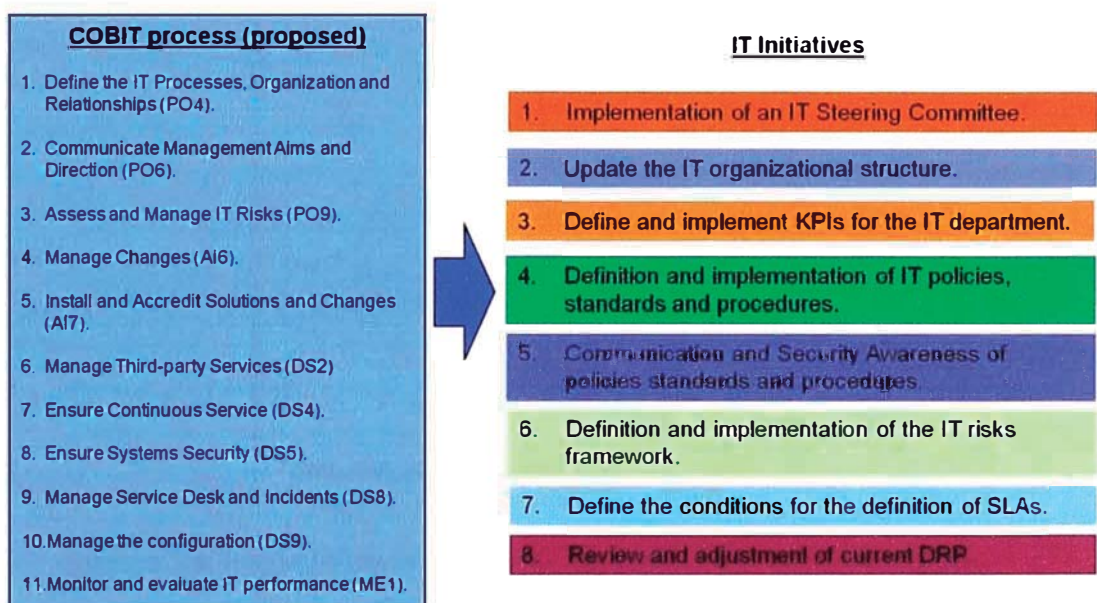 COBIT process (proposed)
1. Define the IT Processes, Organization and
Relationships (PO4).
2. Communicate Management Aims and
Direction (PO6).
3. Assess and Manage IT Risks (PO9).
4. Manage Changes (AI6).
5. Install and Accredit Solutions and Changes
(AI7).
6. Manage Third-party Services (DS2)
7. Ensure Continuous Service (DS4).
8. Ensure Systems Security (DS5).
9. Manage Service Desk and Incidents (DS8).
10.Manage the configuration (DS9).
11.Monitor and evaluate IT performance (ME1).
IT Initiatives
1. Implementation of an IT Steering Committee.
2. Update the IT organizational structure.
3. Define and implement KPIs for the IT department.
4. Definition and implementation of IT policies,
standards and procedures.
5. Communication and Security Awareness of
policies standards and procedures.
6. Definition and implementation of the IT risks
framework.
7. Define the conditions for the definition of SLAs.
8. Review and adjustment of current DRP